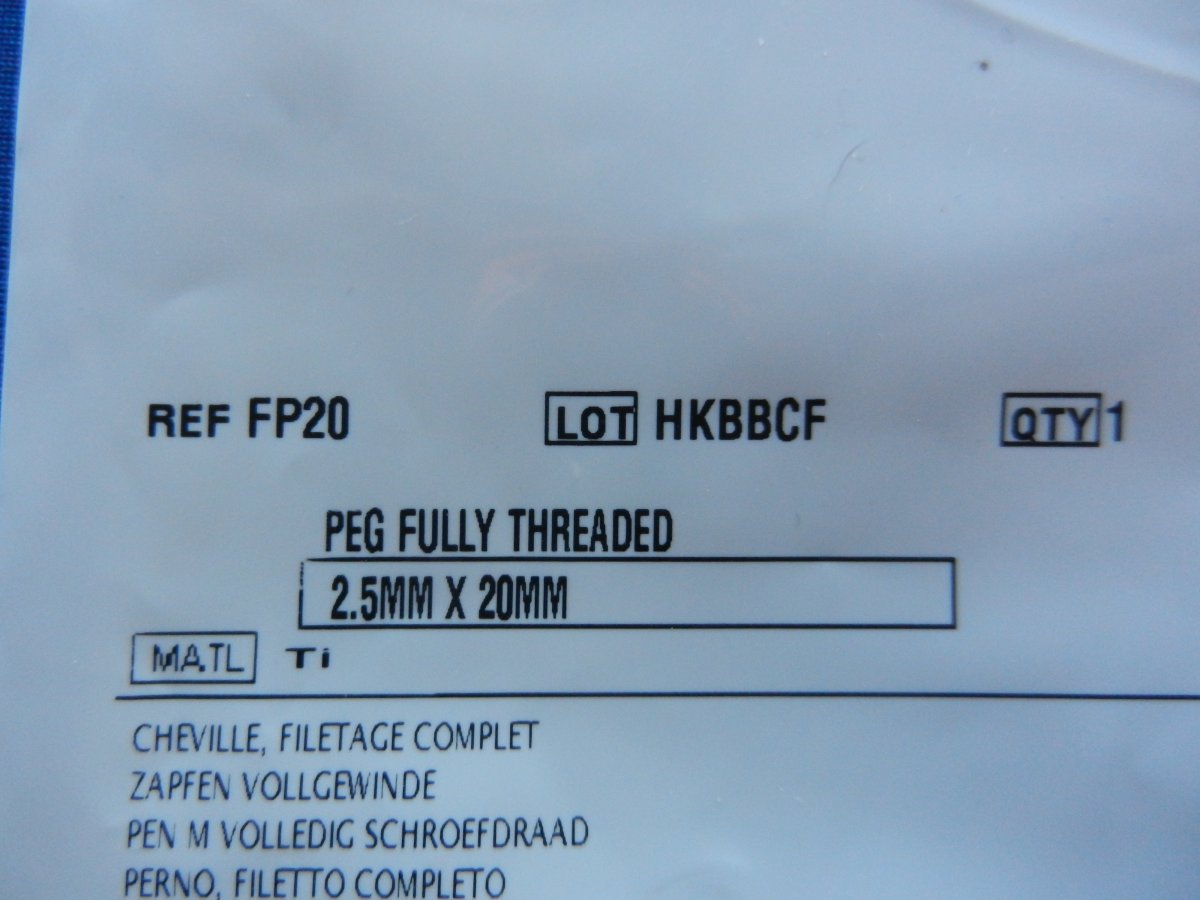 REF FP20 LOT HKBBCF QTY 1
PEG FULLY THREADED
2.5MM X 20MM
MATL Ti
CHEVILLE, FILETAGE COMPLET
ZAPFEN VOLLGEWINDE
PEN M VOLLEDIG SCHROEFDRAAD
PERNO, FILETTO COMPLETO